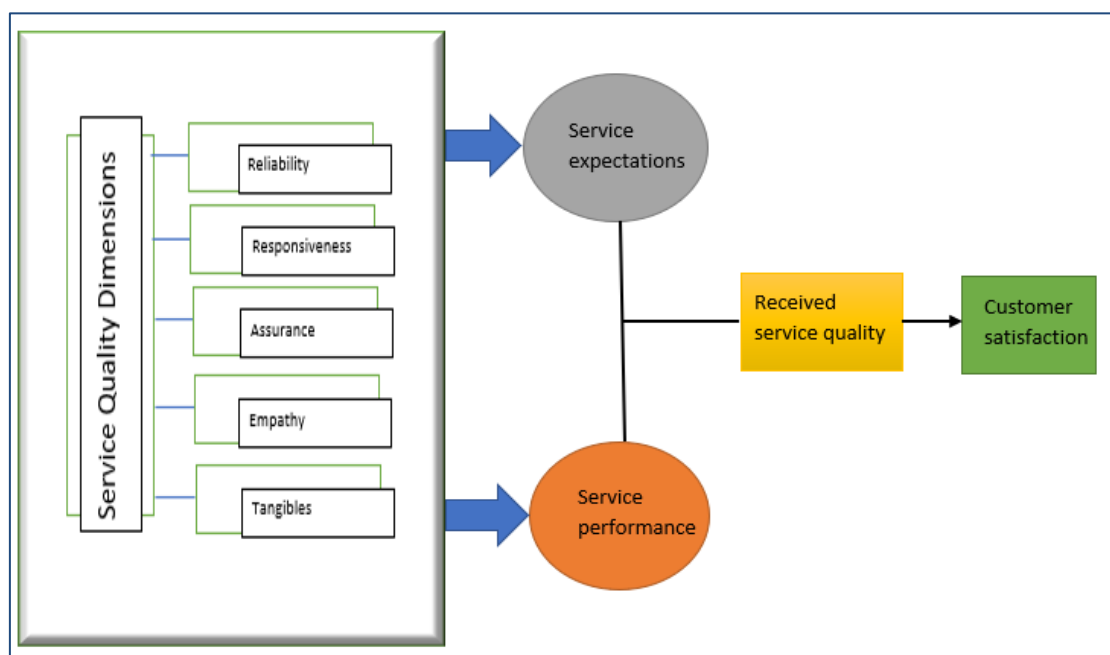 Service Quality Dimensions
Reliability
Responsiveness
Assurance
Empathy
Tangibles
Service
expectations
Service
performance
Received
service quality
Customer
satisfaction